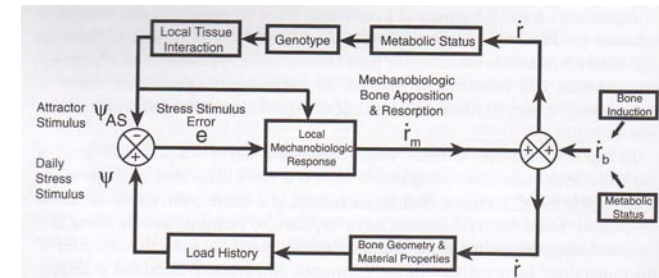 Local Tissue
Interaction
Genotype
Metabolic Status
ṙ
Attractor
Stimulus
ψAS
Stress Stimulus
Error
e
Mechanobiologic
Bone Apposition
& Resorption
Bone
Induction
−
+
Local
Mechanobiologic
Response
ṙm
+ +
ṙb
Daily
Stress
Stimulus
ψ
Metabolic
Status
Load History
Bone Geometry &
Material Properties
ṙ